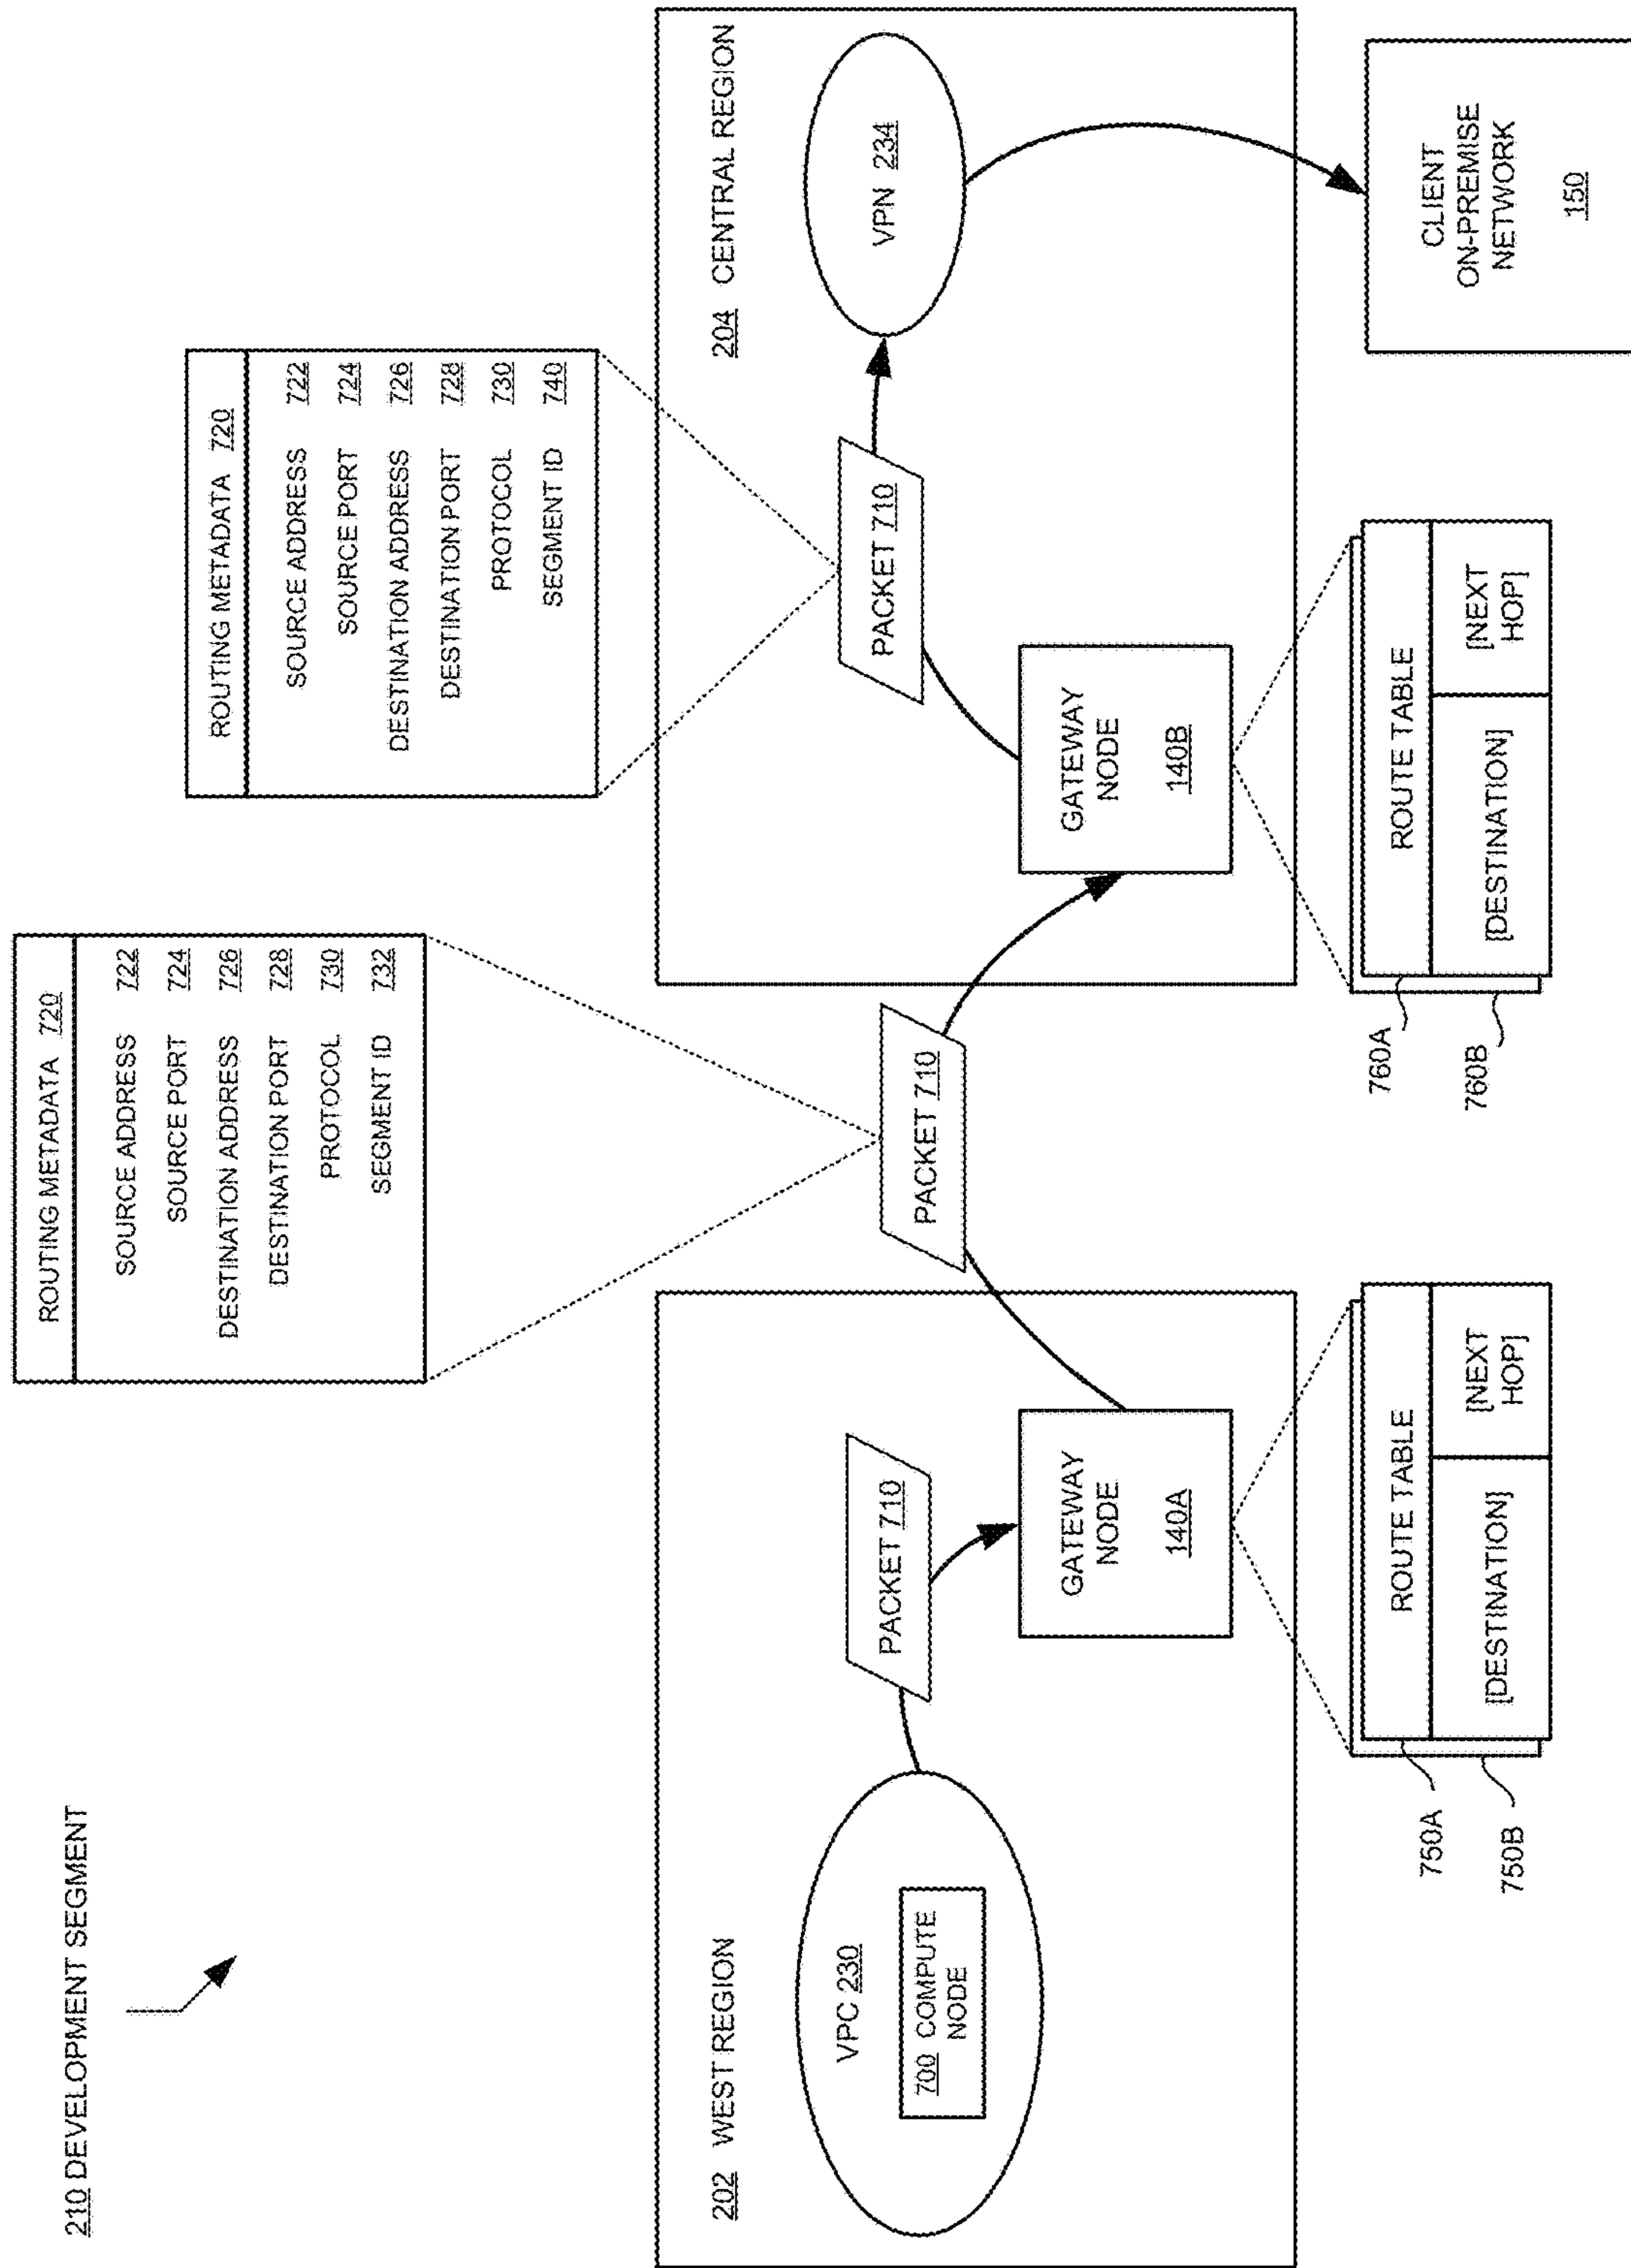 210 DEVELOPMENT SEGMENT
ROUTING METADATA 720
SOURCE ADDRESS 722
SOURCE PORT 724
DESTINATION ADDRESS 726
DESTINATION PORT 728
PROTOCOL 730
SEGMENT ID 732
ROUTING METADATA 720
SOURCE ADDRESS 722
SOURCE PORT 724
DESTINATION ADDRESS 726
DESTINATION PORT 728
PROTOCOL 730
SEGMENT ID 740
202 WEST REGION
VPC 230
700 COMPUTE
NODE
PACKET 710
GATEWAY
NODE
140A
PACKET 710
204 CENTRAL REGION
PACKET 710
GATEWAY
NODE
140B
VPN 234
750A
750B
ROUTE TABLE
[DESTINATION]
[NEXT
HOP]
760A
760B
ROUTE TABLE
[DESTINATION]
[NEXT
HOP]
CLIENT
ON-PREMISE
NETWORK
150